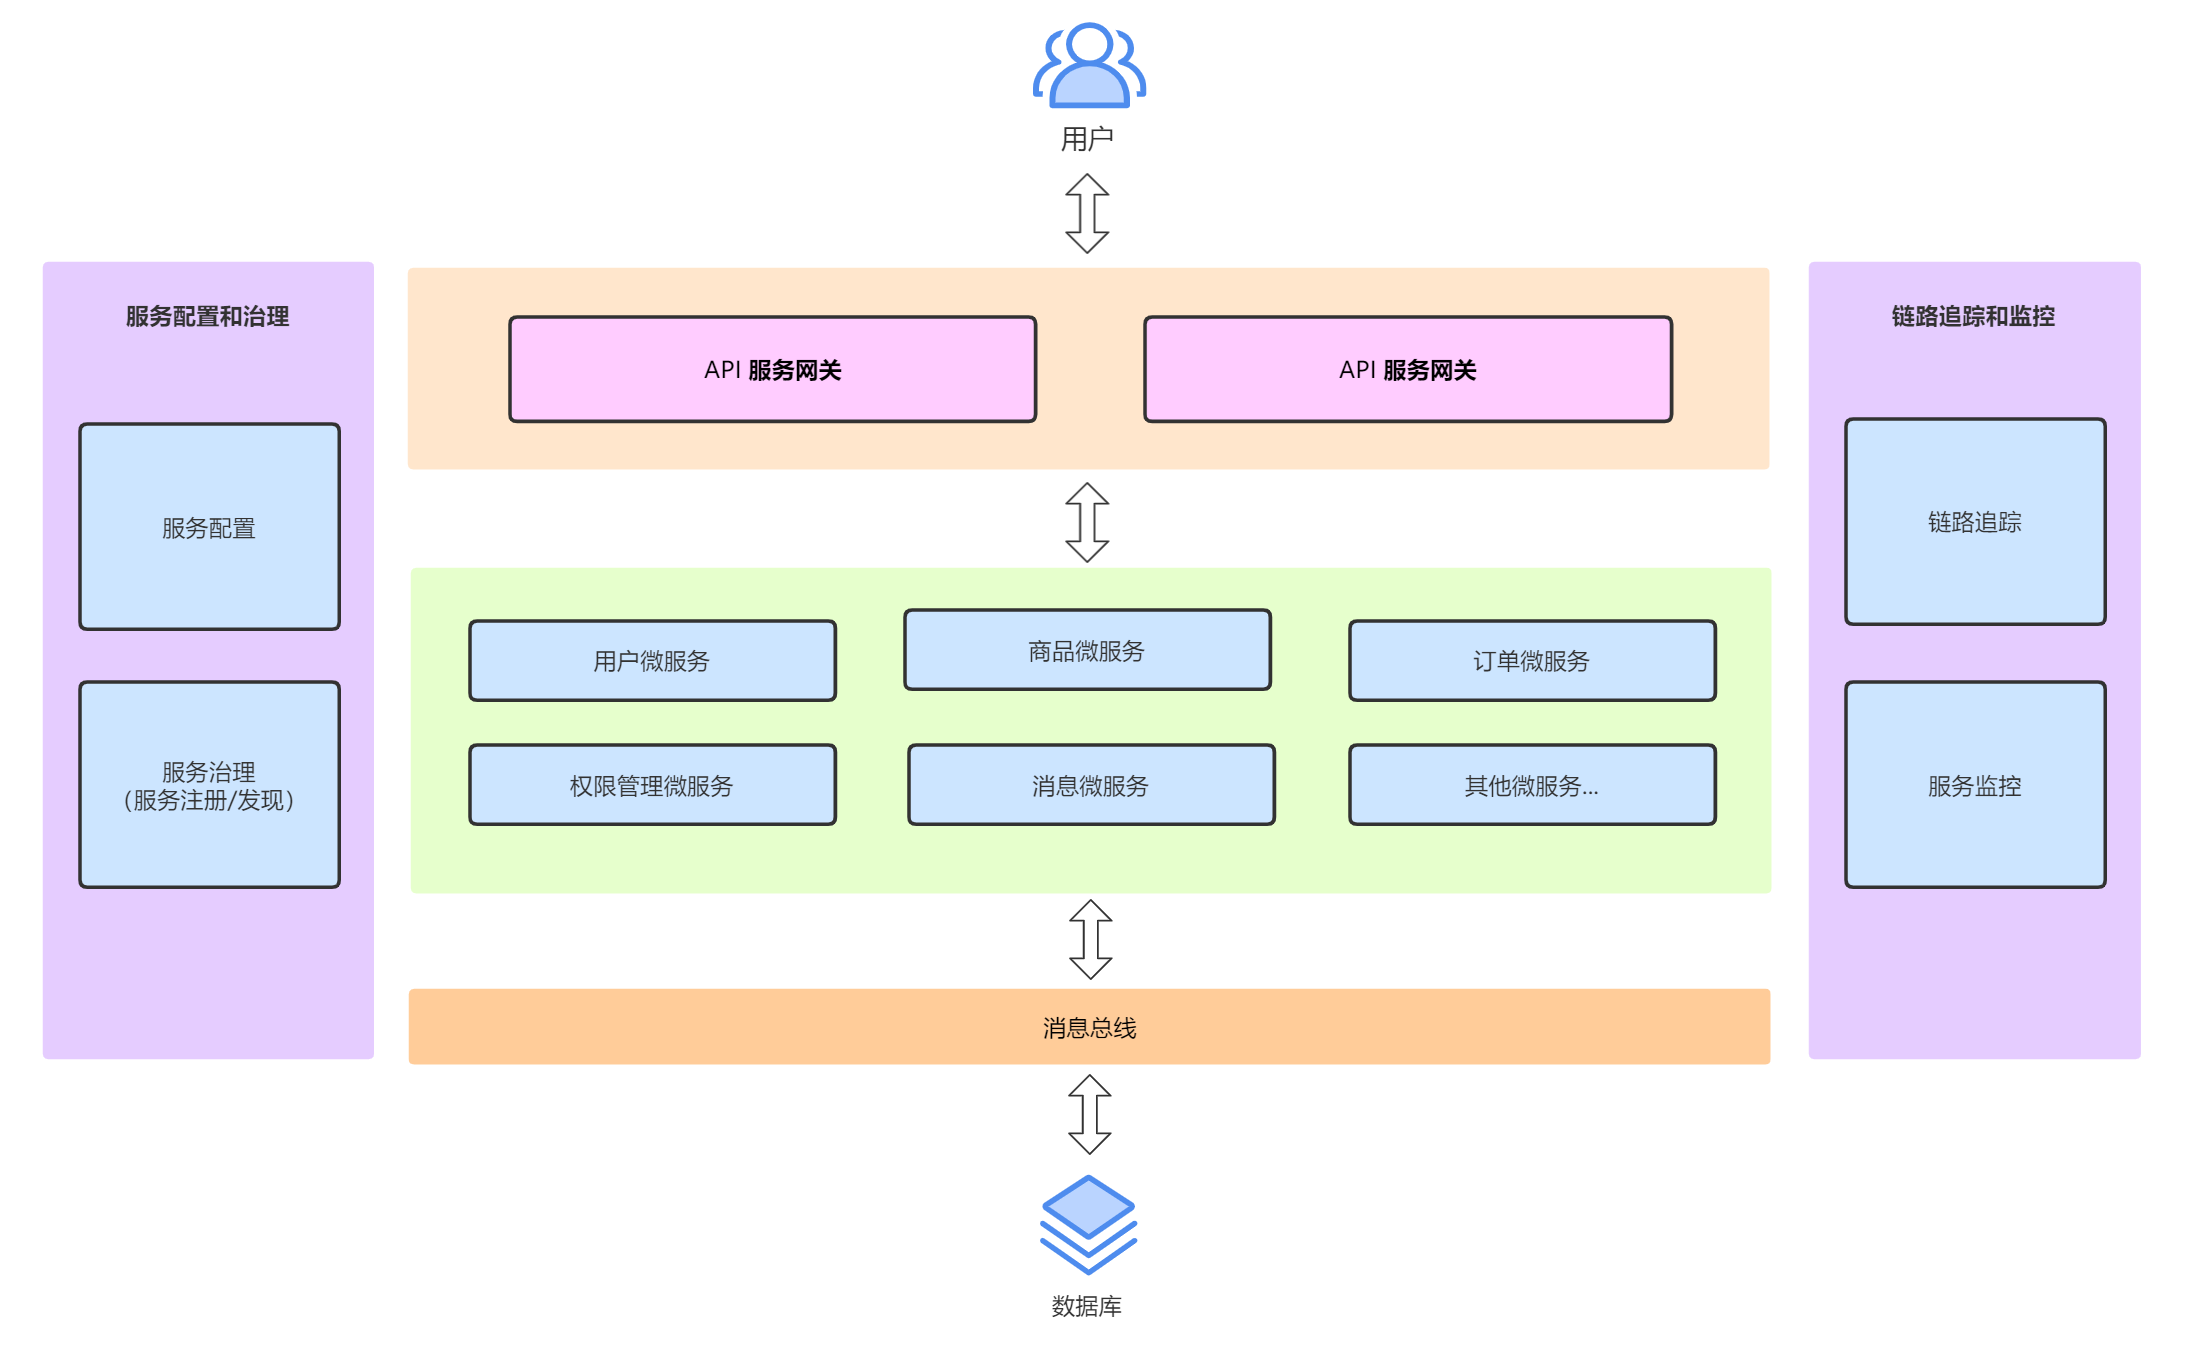 用户
服务配置和治理
服务配置
服务治理
（服务注册/发现）
API 服务网关
API 服务网关
用户微服务
商品微服务
订单微服务
权限管理微服务
消息微服务
其他微服务...
消息总线
数据库
链路追踪和监控
链路追踪
服务监控